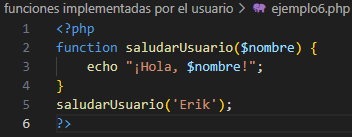 funciones implementadas por el usuario > ejemplo6.php
1 <?php
2 function saludarUsuario($nombre) {
3     echo "¡Hola, $nombre!";
4 }
5 saludarUsuario('Erik');
6 ?>